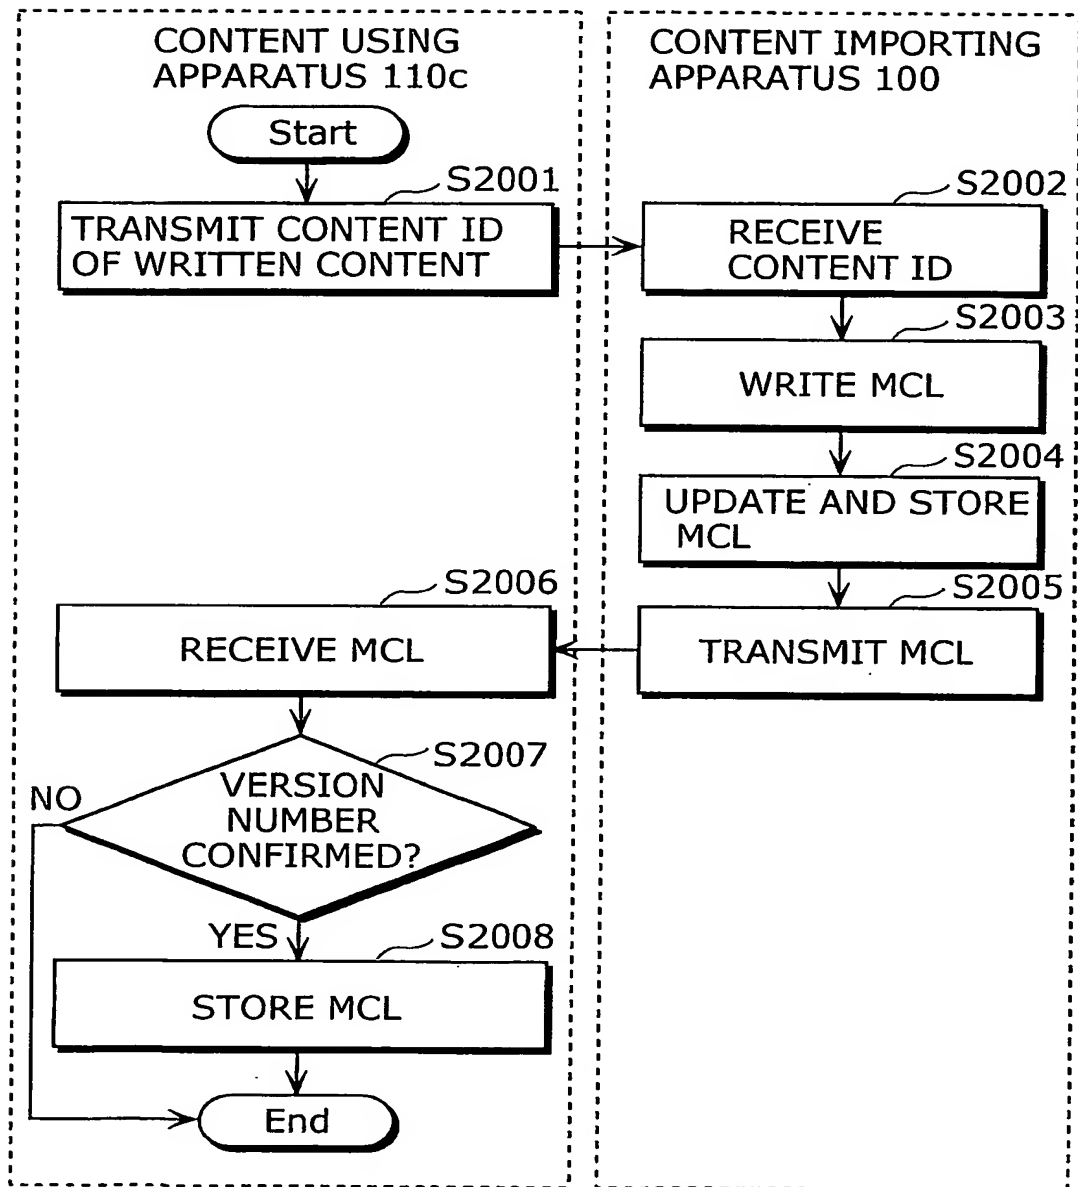 CONTENT USING
APPARATUS 110c
CONTENT IMPORTING
APPARATUS 100
Start
S2001
TRANSMIT CONTENT ID
OF WRITTEN CONTENT
S2002
RECEIVE
CONTENT ID
S2003
WRITE MCL
S2004
UPDATE AND STORE
MCL
S2005
TRANSMIT MCL
S2006
RECEIVE MCL
S2007
VERSION
NUMBER
CONFIRMED?
NO
YES
S2008
STORE MCL
End